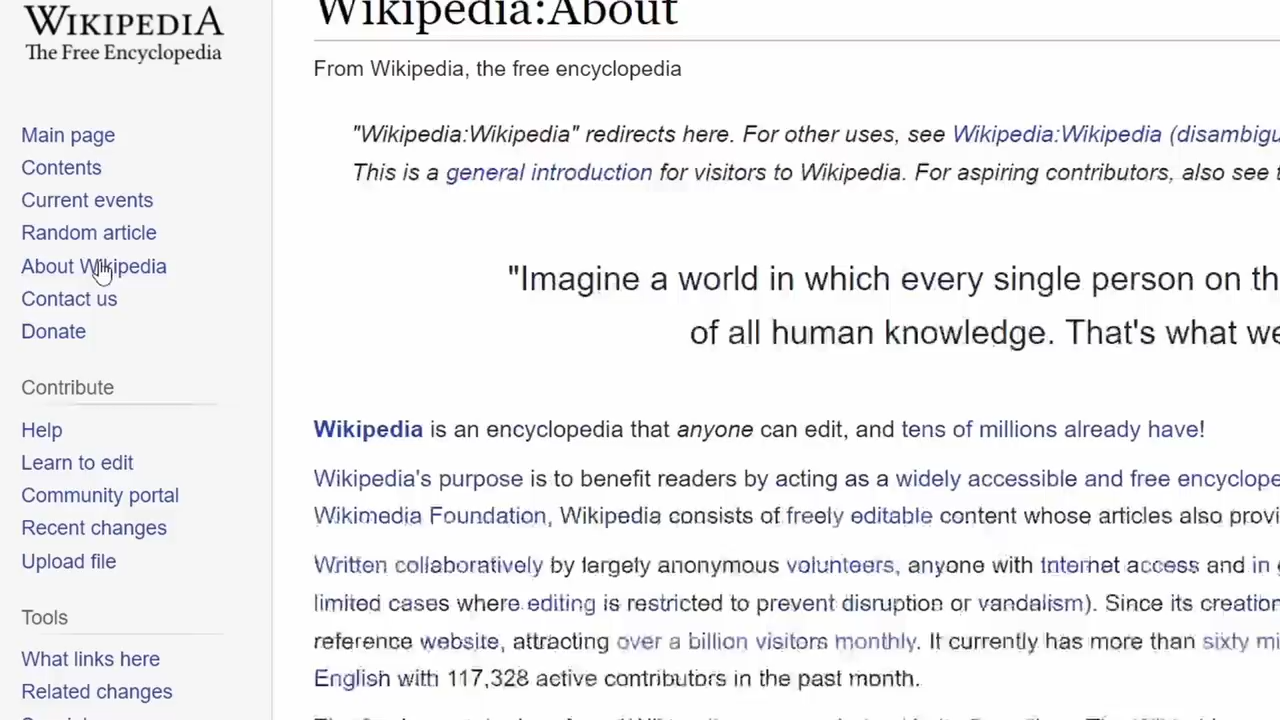 WIKIPEDIA
The Free Encyclopedia
Main page
Contents
Current events
Random article
About Wikipedia
Contact us
Donate
Contribute
Help
Learn to edit
Community portal
Recent changes
Upload file
Tools
What links here
Related changes
Wikipedia:About
From Wikipedia, the free encyclopedia
"Wikipedia:Wikipedia" redirects here. For other uses, see Wikipedia:Wikipedia (disambigu
This is a general introduction for visitors to Wikipedia. For aspiring contributors, also see t
"Imagine a world in which every single person on th
of all human knowledge. That's what we
Wikipedia is an encyclopedia that anyone can edit, and tens of millions already have!
Wikipedia's purpose is to benefit readers by acting as a widely accessible and free encyclope
Wikimedia Foundation, Wikipedia consists of freely editable content whose articles also provi
Written collaboratively by largely anonymous volunteers, anyone with Internet access and in g
limited cases where editing is restricted to prevent disruption or vandalism). Since its creation
reference website, attracting over a billion visitors monthly. It currently has more than sixty mi
English with 117,328 active contributors in the past month.